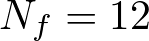 N_f = 12